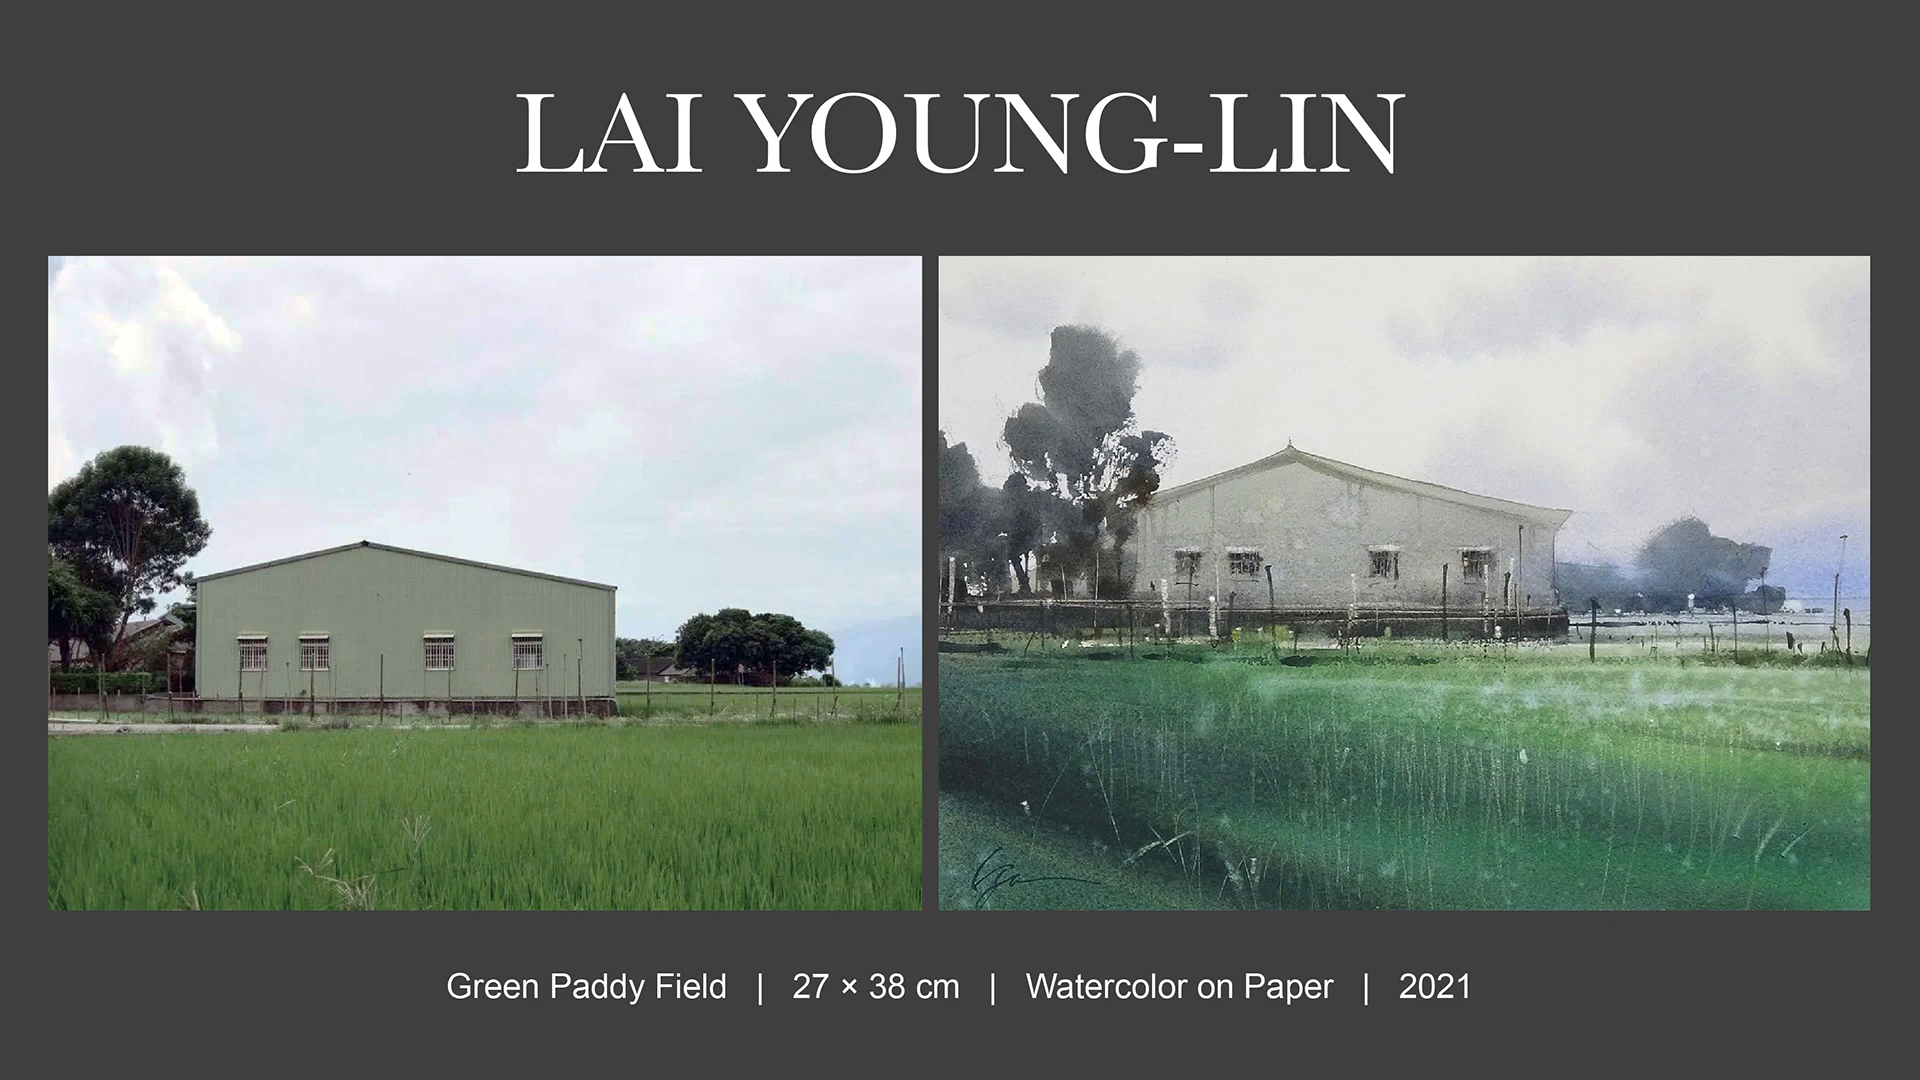 LAI YOUNG-LIN
Green Paddy Field | 27 × 38 cm | Watercolor on Paper | 2021